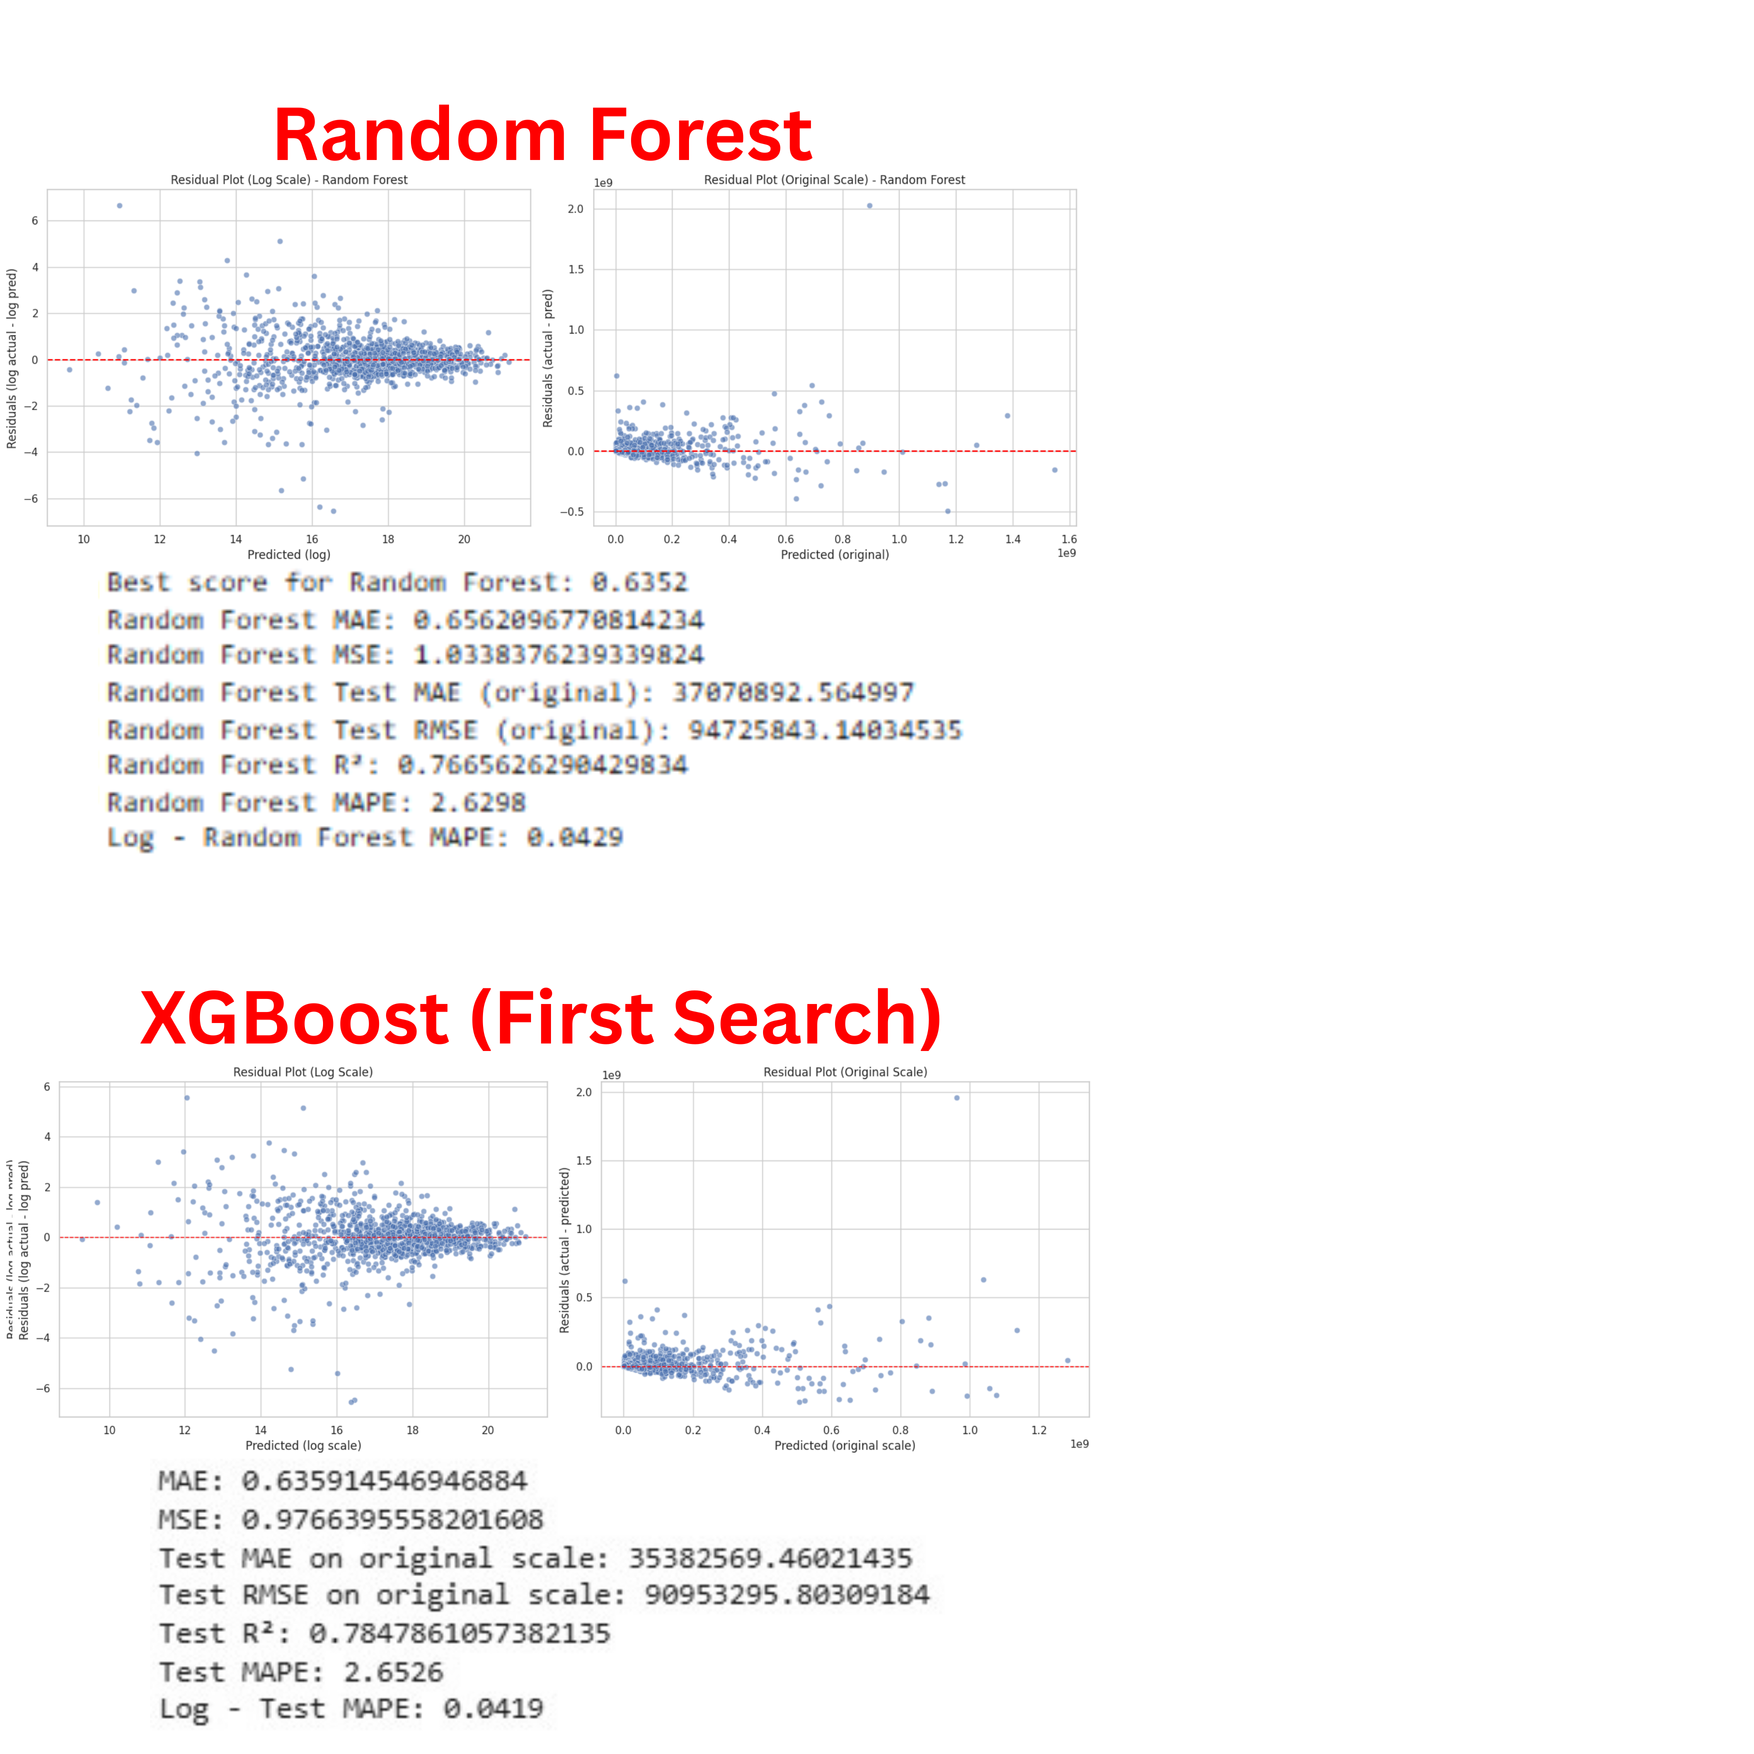 Random Forest
Residual Plot (Log Scale) - Random Forest
Residuals (log actual - log pred)
6
4
2
0
−2
−4
−6
10 12 14 16 18 20
Predicted (log)
Residual Plot (Original Scale) - Random Forest
1e9
Residuals (actual - pred)
2.0
1.5
1.0
0.5
0.0
−0.5
0.0 0.2 0.4 0.6 0.8 1.0 1.2 1.4 1.6
1e9
Predicted (original)
Best score for Random Forest: 0.6352
Random Forest MAE: 0.6562096770814234
Random Forest MSE: 1.0338376239339824
Random Forest Test MAE (original): 37070892.564997
Random Forest Test RMSE (original): 94725843.14034535
Random Forest R²: 0.7665626290429834
Random Forest MAPE: 2.6298
Log - Random Forest MAPE: 0.0429
XGBoost (First Search)
Residual Plot (Log Scale)
Residuals (log actual - log pred)
Residuals (log actual - log pred)
6
4
2
0
−2
−4
−6
10 12 14 16 18 20
Predicted (log scale)
Residual Plot (Original Scale)
1e9
Residuals (actual - predicted)
2.0
1.5
1.0
0.5
0.0
0.0 0.2 0.4 0.6 0.8 1.0 1.2
1e9
Predicted (original scale)
MAE: 0.635914546946884
MSE: 0.9766395558201608
Test MAE on original scale: 35382569.46021435
Test RMSE on original scale: 90953295.80309184
Test R²: 0.7847861057382135
Test MAPE: 2.6526
Log - Test MAPE: 0.0419